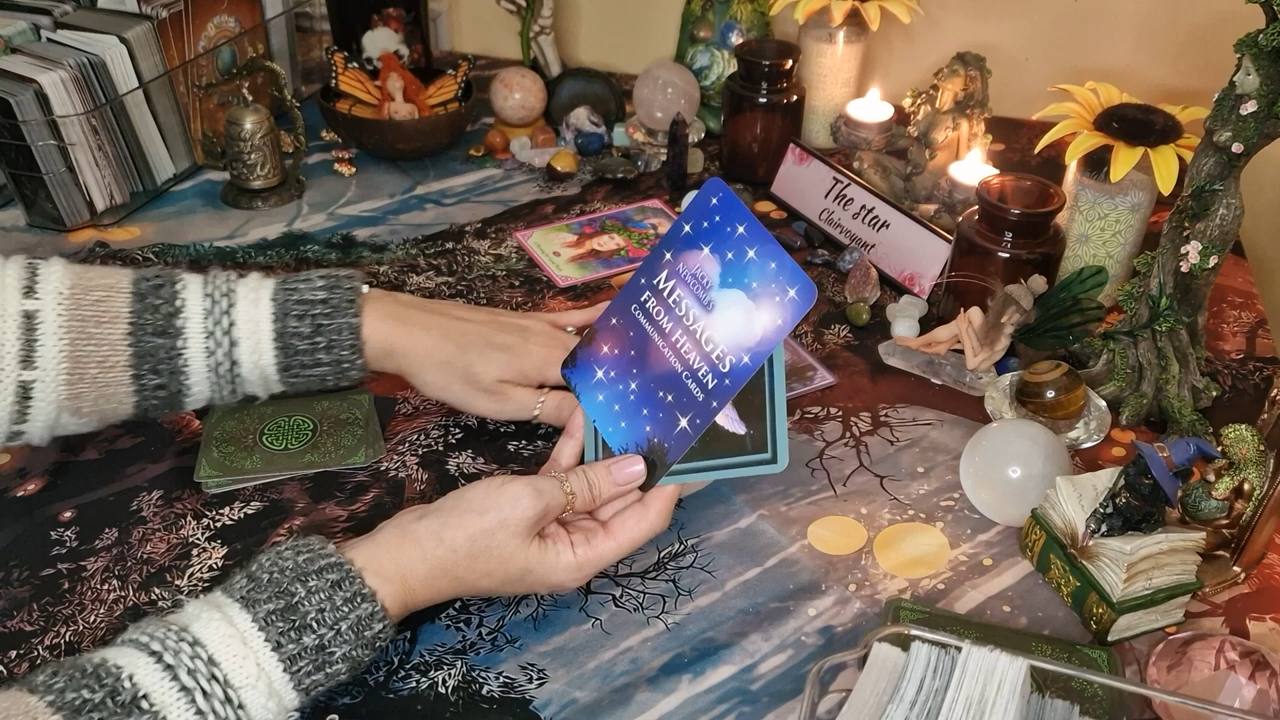 The star
Clairvoyant
JACKY
NEWCOMB'S
MESSAGES
FROM HEAVEN
COMMUNICATION CARDS